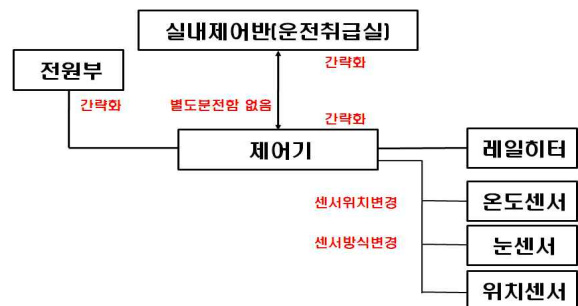 실내제어반(운전취급실)
간략화
전원부
간략화
별도분전함 없음
간략화
제어기
레일히터
센서위치변경
온도센서
센서방식변경
눈센서
위치센서